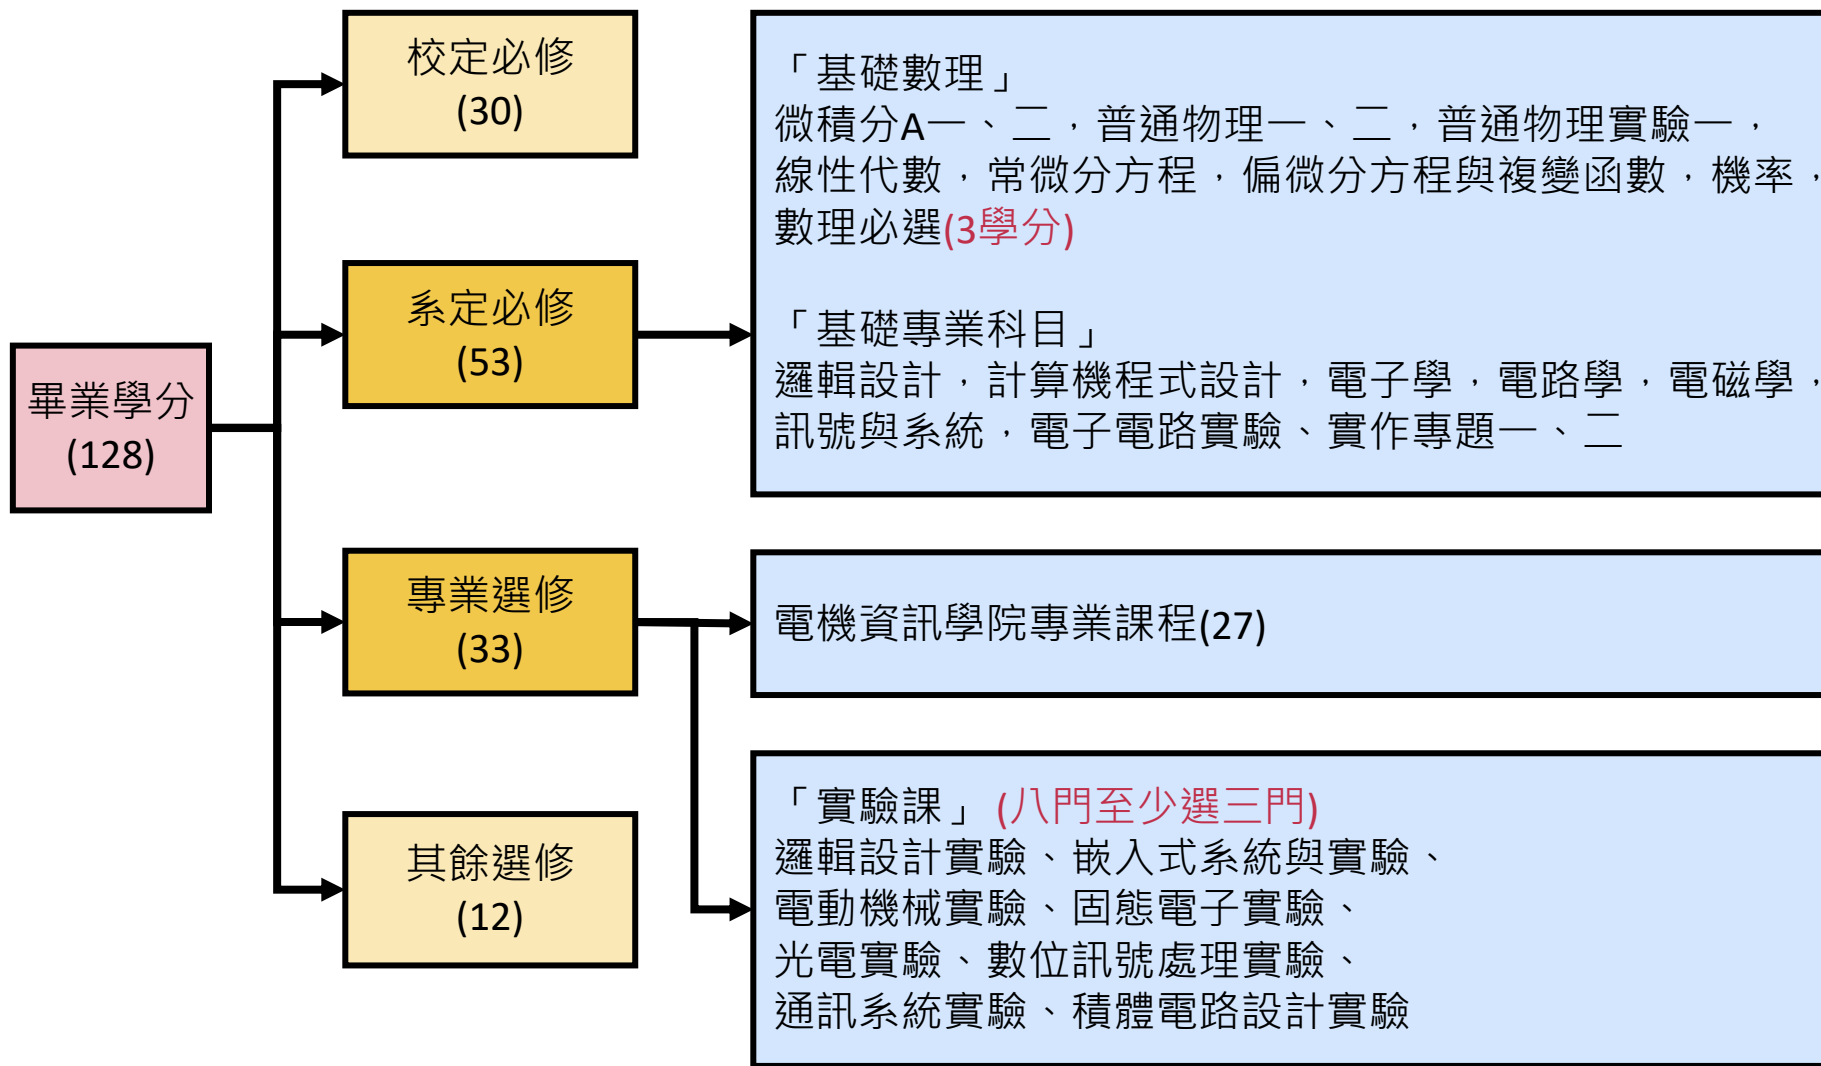 畢業學分
(128)
校定必修
(30)
系定必修
(53)
專業選修
(33)
其餘選修
(12)
「基礎數理」
微積分A一、二，普通物理一、二，普通物理實驗一，
線性代數，常微分方程，偏微分方程與複變函數，機率，
數理必選(3學分)
「基礎專業科目」
邏輯設計，計算機程式設計，電子學，電路學，電磁學，
訊號與系統，電子電路實驗、實作專題一、二
電機資訊學院專業課程(27)
「實驗課」(八門至少選三門)
邏輯設計實驗、嵌入式系統與實驗、
電動機械實驗、固態電子實驗、
光電實驗、數位訊號處理實驗、
通訊系統實驗、積體電路設計實驗